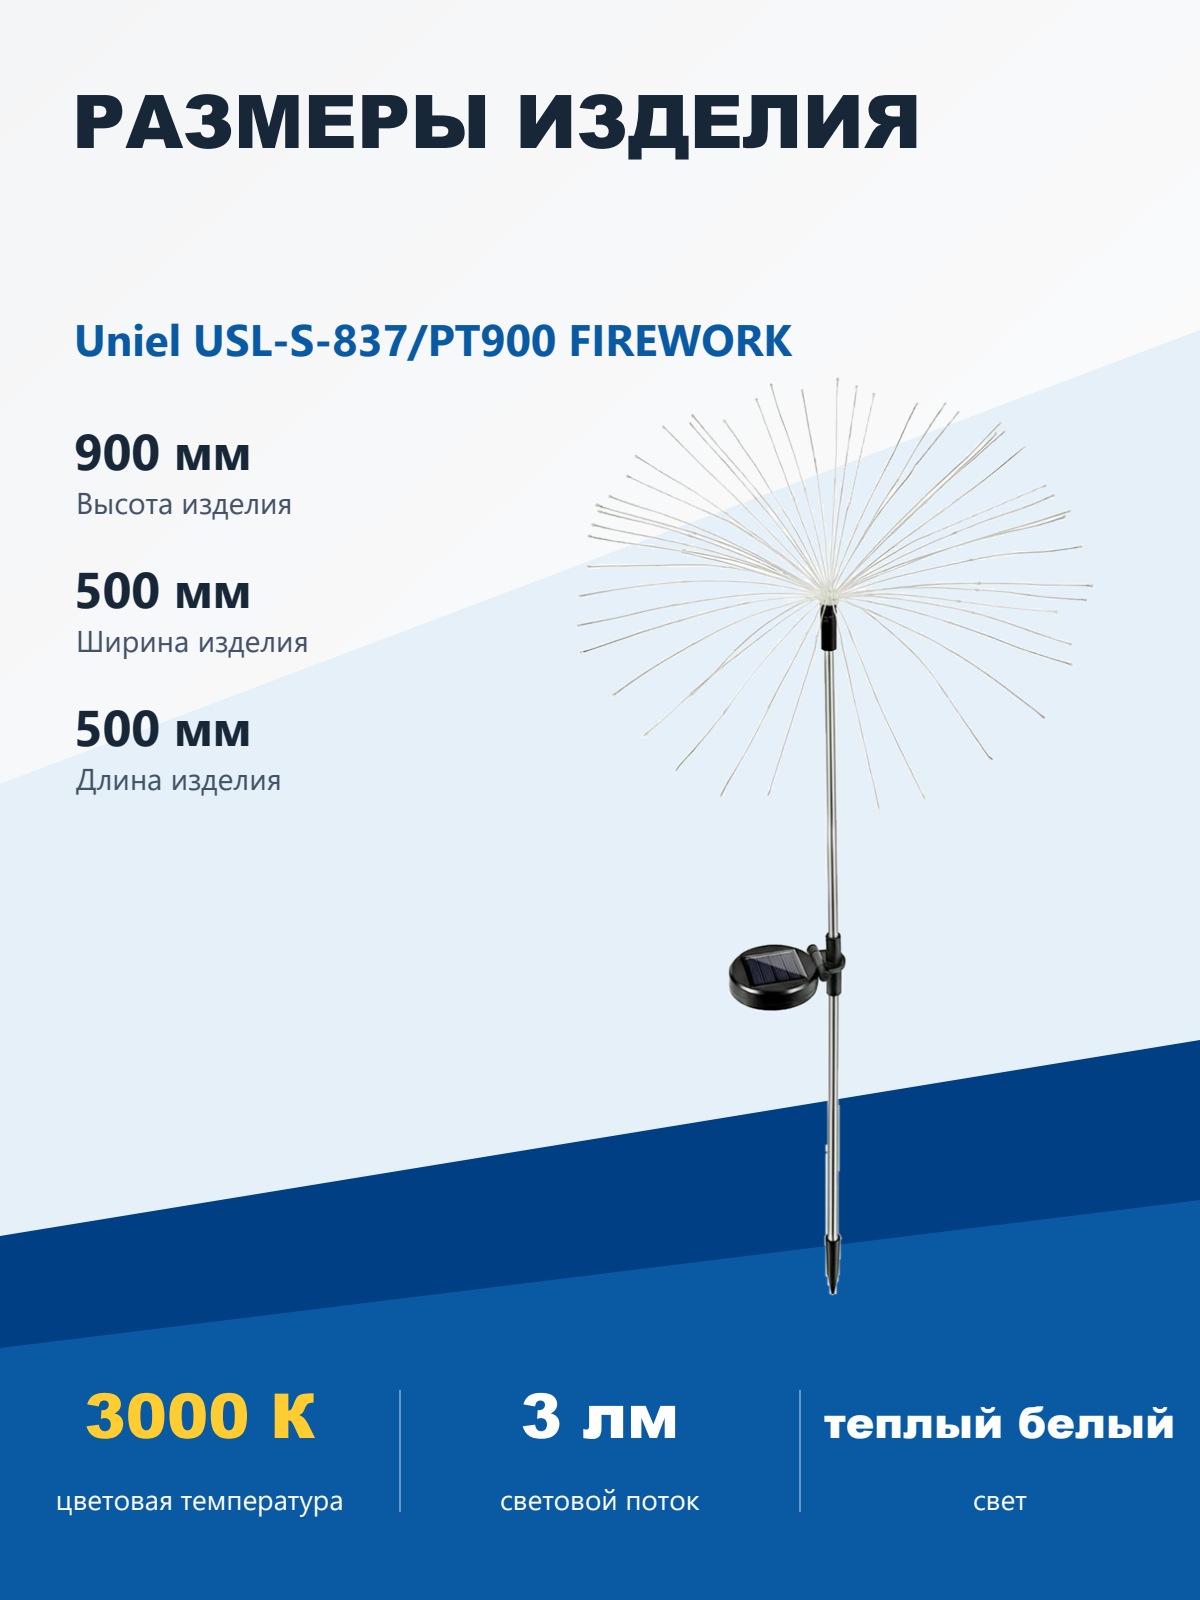 РАЗМЕРЫ ИЗДЕЛИЯ
Uniel USL-S-837/PT900 FIREWORK
900 мм
Высота изделия
500 мм
Ширина изделия
500 мм
Длина изделия
3000 К
цветовая температура
3 лм
световой поток
теплый белый
свет